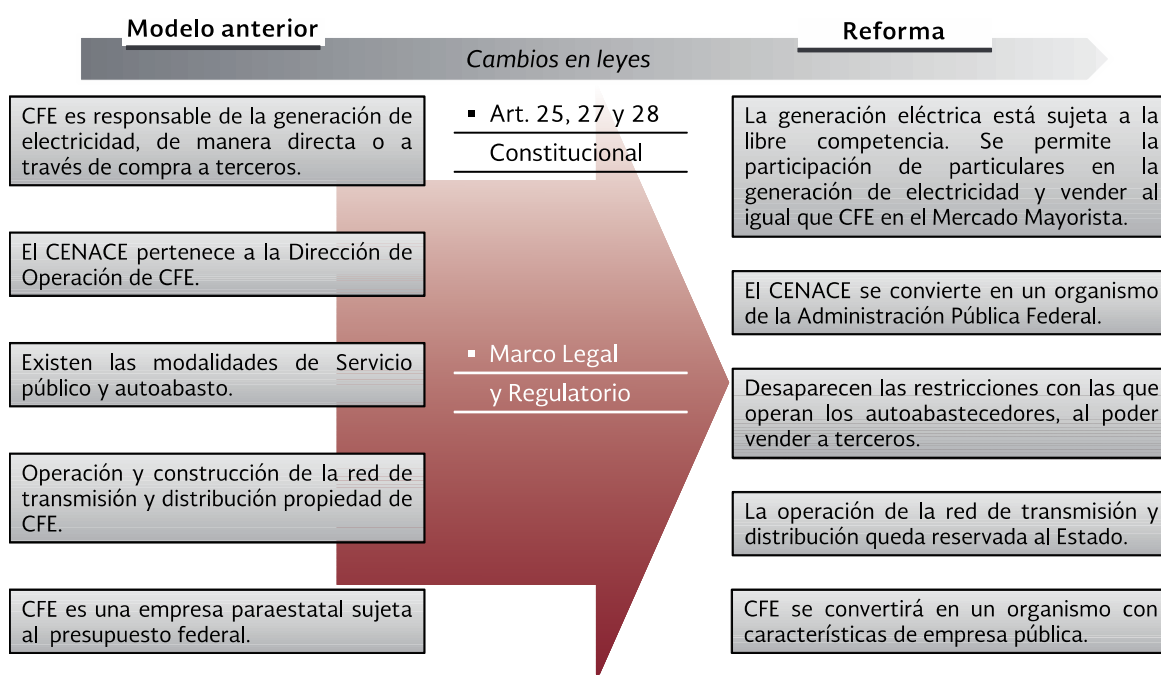 Modelo anterior
Reforma
Cambios en leyes
CFE es responsable de la generación de
electricidad, de manera directa o a
través de compra a terceros.
El CENACE pertenece a la Dirección de
Operación de CFE.
Existen las modalidades de Servicio
público y autoabasto.
Operación y construcción de la red de
transmisión y distribución propiedad de
CFE.
CFE es una empresa paraestatal sujeta
al presupuesto federal.
▪ Art. 25, 27 y 28
Constitucional
▪ Marco Legal
y Regulatorio
La generación eléctrica está sujeta a la
libre competencia. Se permite la
participación de particulares en la
generación de electricidad y vender al
igual que CFE en el Mercado Mayorista.
El CENACE se convierte en un organismo
de la Administración Pública Federal.
Desaparecen las restricciones con las que
operan los autoabastecedores, al poder
vender a terceros.
La operación de la red de transmisión y
distribución queda reservada al Estado.
CFE se convertirá en un organismo con
características de empresa pública.